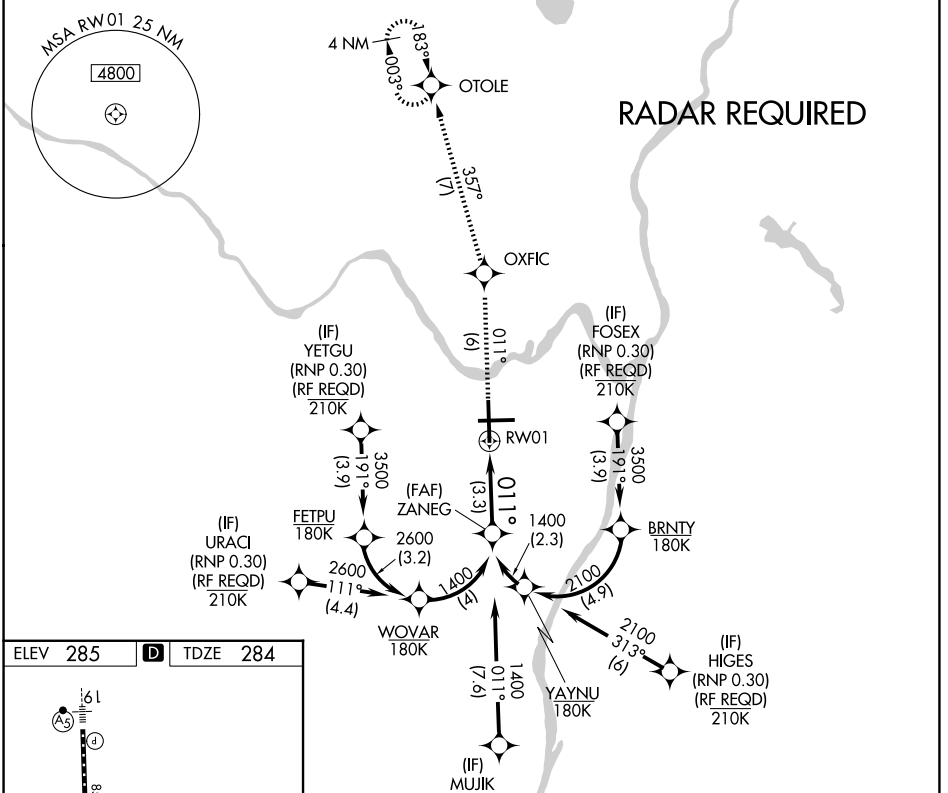 MSA RW01 25 NM
4800
4 NM
183°
003°
OTOLE
RADAR REQUIRED
357°
(7)
OXFIC
011°
(6)
(IF)
YETGU
(RNP 0.30)
(RF REQD)
210K
(IF)
FOSEX
(RNP 0.30)
(RF REQD)
210K
RW01
3500
191°
(3.9)
3500
191°
(3.9)
(FAF)
ZANEG
011°
(3.3)
1400
(2.3)
FETPU
180K
BRNTY
180K
2600
(3.2)
(IF)
URACI
(RNP 0.30)
(RF REQD)
210K
2600
111°
(4.4)
1400
(4)
2100
(4.9)
WOVAR
180K
YAYNU
180K
2100
313°
(6)
(IF)
HIGES
(RNP 0.30)
(RF REQD)
210K
1400
011°
(7.6)
(IF)
MUJIK
ELEV 285
D
TDZE 284
19
A5
P
8